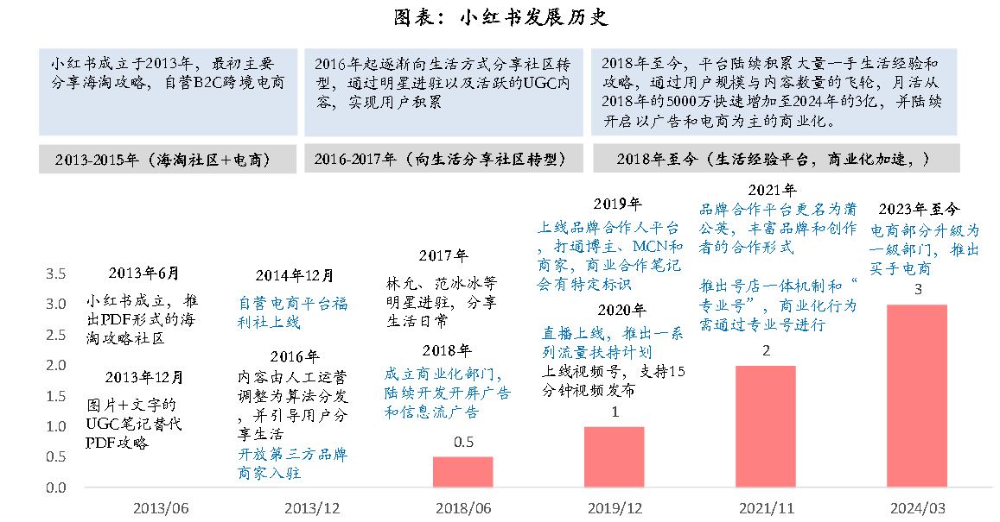 图表：小红书发展历史
小红书成立于2013年，最初主要
分享海淘攻略，自营B2C跨境电商
2016年起逐渐向生活方式分享社区转
型，通过明星进驻以及活跃的UGC内
容，实现用户积累
2018年至今，平台陆续积累大量一手生活经验和
攻略，通过用户规模与内容数量的飞轮，月活从
2018年的5000万快速增加至2024年的3亿，并陆续
开启以广告和电商为主的商业化。
2013-2015年（海淘社区+电商）
2016-2017年（向生活分享社区转型）
2018年至今（生活经验平台，商业化加速，）
2013年6月
小红书成立，推
出PDF形式的海
淘攻略社区
2013年12月
图片+文字的
UGC笔记替代
PDF攻略
2014年12月
自营电商平台福
利社上线
2016年
内容由人工运营
调整为算法分发
，并引导用户分
享生活
开放第三方品牌
商家入驻
2017年
林允、范冰冰等
明星进驻，分享
生活日常
2018年
成立商业化部门，
陆续开发开屏广告
和信息流广告
2019年
上线品牌合作人平台
，打通博主、MCN和
商家，商业合作笔记
会有特定标识
2020年
直播上线，推出一系
列流量扶持计划
上线视频号，支持15
分钟视频发布
2021年
品牌合作平台更名为蒲
公英，丰富品牌和创作
者的合作形式
推出号店一体机制和“
专业号”，商业化行为
需通过专业号进行
2023年至今
电商部分升级为
一级部门，推出
买手电商
3.5
3.0
2.5
2.0
1.5
1.0
0.5
0.0
0.5
1
2
3
2013/06
2013/12
2018/06
2019/12
2021/11
2024/03